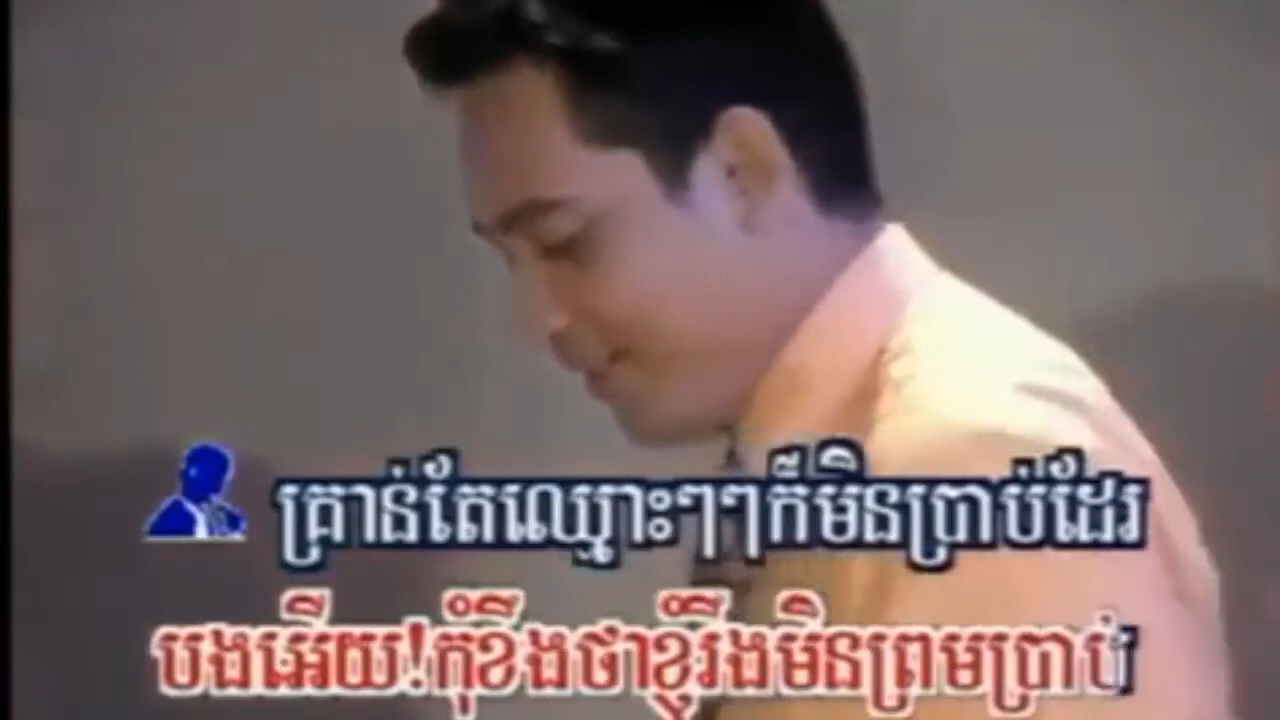 គ្រាន់តែឈ្មោះៗៗក៏មិនប្រាប់ដែរ
បងអើយ!កុំខឹងថាខ្ញុំរឹងមិនព្រមប្រាប់